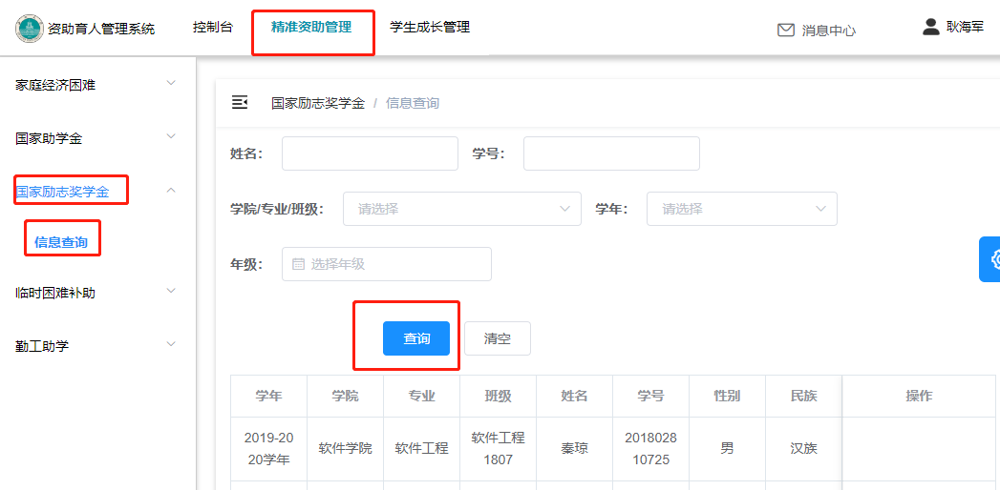 资助育人管理系统 控制台 精准资助管理 学生成长管理 消息中心 耿海军
家庭经济困难
国家助学金
国家励志奖学金
信息查询
临时困难补助
勤工助学
国家励志奖学金 / 信息查询
姓名： 学号：
学院/专业/班级： 请选择 学年： 请选择
年级： 选择年级
查询 清空
学年 学院 专业 班级 姓名 学号 性别 民族 操作
2019-20 软件学院 软件工程 软件工程 秦琼 2018028 男 汉族
20学年 1807 10725